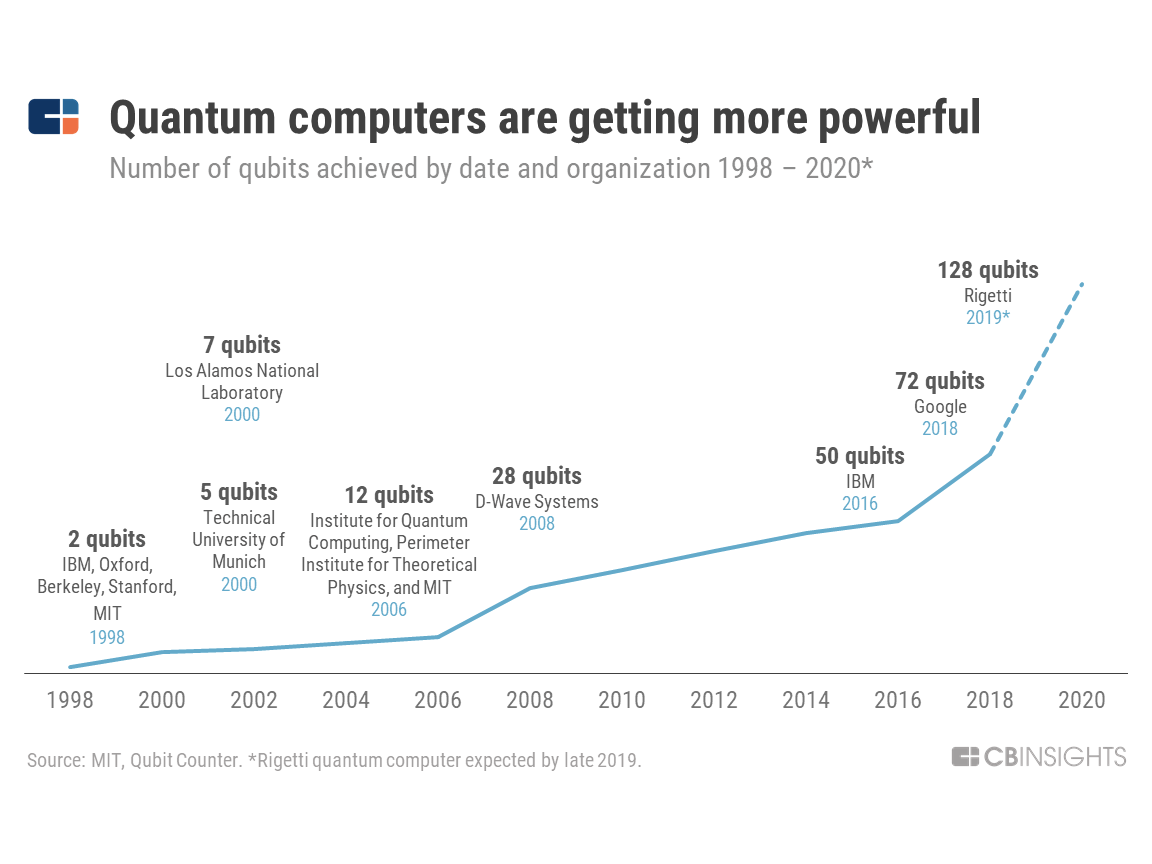 Quantum computers are getting more powerful
Number of qubits achieved by date and organization 1998 – 2020*
128 qubits
Rigetti
2019*
7 qubits
Los Alamos National
Laboratory
2000
72 qubits
Google
2018
50 qubits
IBM
2016
28 qubits
D-Wave Systems
2008
5 qubits
Technical
University of
Munich
2000
12 qubits
Institute for Quantum
Computing, Perimeter
Institute for Theoretical
Physics, and MIT
2006
2 qubits
IBM, Oxford,
Berkeley, Stanford,
MIT
1998
1998 2000 2002 2004 2006 2008 2010 2012 2014 2016 2018 2020
Source: MIT, Qubit Counter. *Rigetti quantum computer expected by late 2019.
CBINSIGHTS